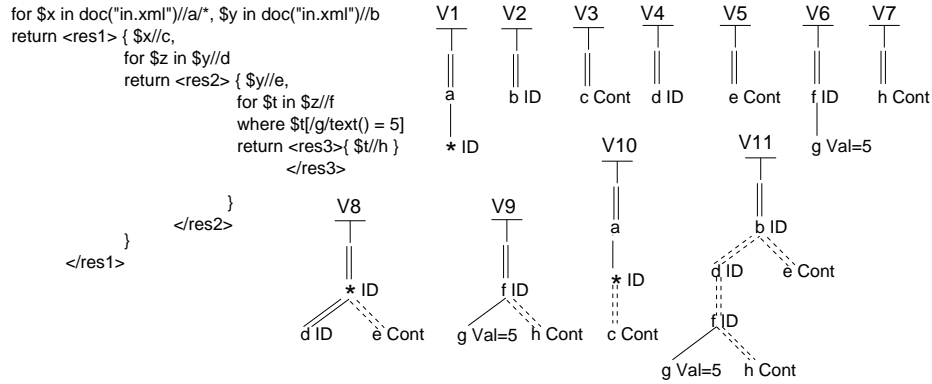 for $x in doc("in.xml")//a/*, $y in doc("in.xml")//b
return <res1> { $x//c,
for $z in $y//d
return <res2> { $y//e,
for $t in $z//f
where $t[/g/text() = 5]
return <res3>{ $t//h }
</res3>
}
</res2>
}
</res1>
V1 V2 V3 V4 V5 V6 V7
a b ID c Cont d ID e Cont f ID h Cont
* ID g Val=5
V8 V9 V10 V11
a b ID
* ID f ID * ID d ID e Cont
d ID e Cont g Val=5 h Cont c Cont f ID
g Val=5 h Cont